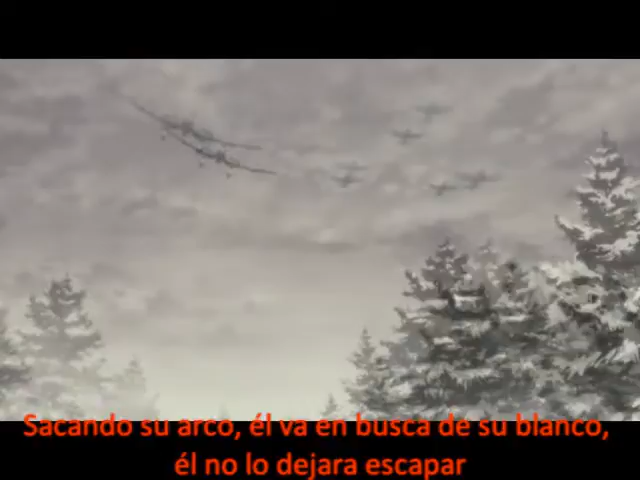 Sacando su arco, él va en busca de su blanco,
él no lo dejara escapar